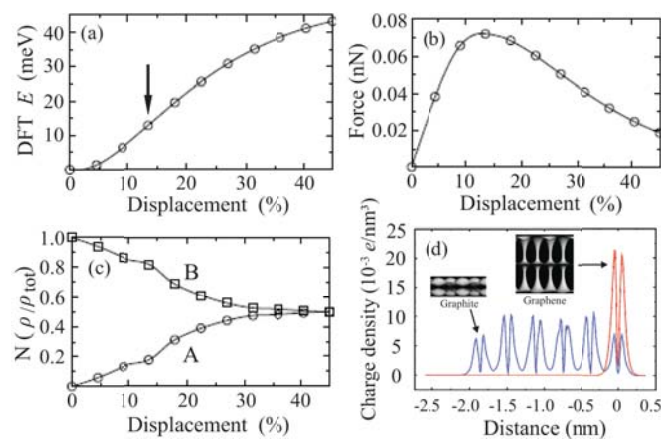 (a)
DFT E (meV)
40
30
20
10
0
0 10 20 30 40
Displacement (%)
(b)
Force (nN)
0.08
0.06
0.04
0.02
0
0 10 20 30 40
Displacement (%)
(c)
N (ρ/ρtot)
1.0
0.8
0.6
0.4
0.2
0
B
A
0 10 20 30 40
Displacement (%)
(d)
Charge density (10⁻³ e/nm³)
25
20
15
10
5
0
Graphite
Graphene
-2.5 -2.0 -1.5 -1.0 -0.5 0 0.5
Distance (nm)